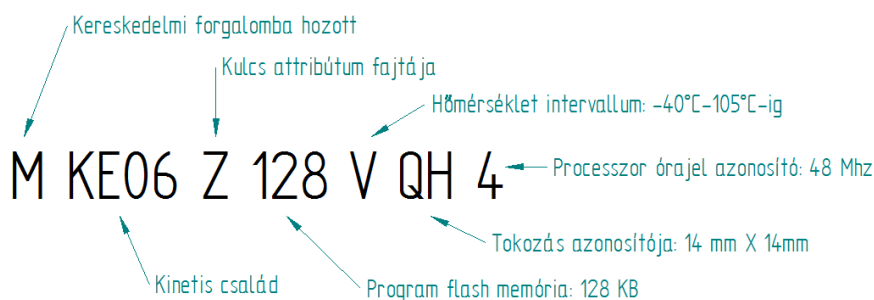 Kereskedelmi forgalomba hozott
Kulcs attribútum fajtája
Hőmérséklet intervallum: -40°C-105°C-ig
M KE06 Z 128 V QH 4
Processzor órajel azonosító: 48 Mhz
Tokozás azonosítója: 14 mm X 14mm
Kinetis család
Program flash memória: 128 KB